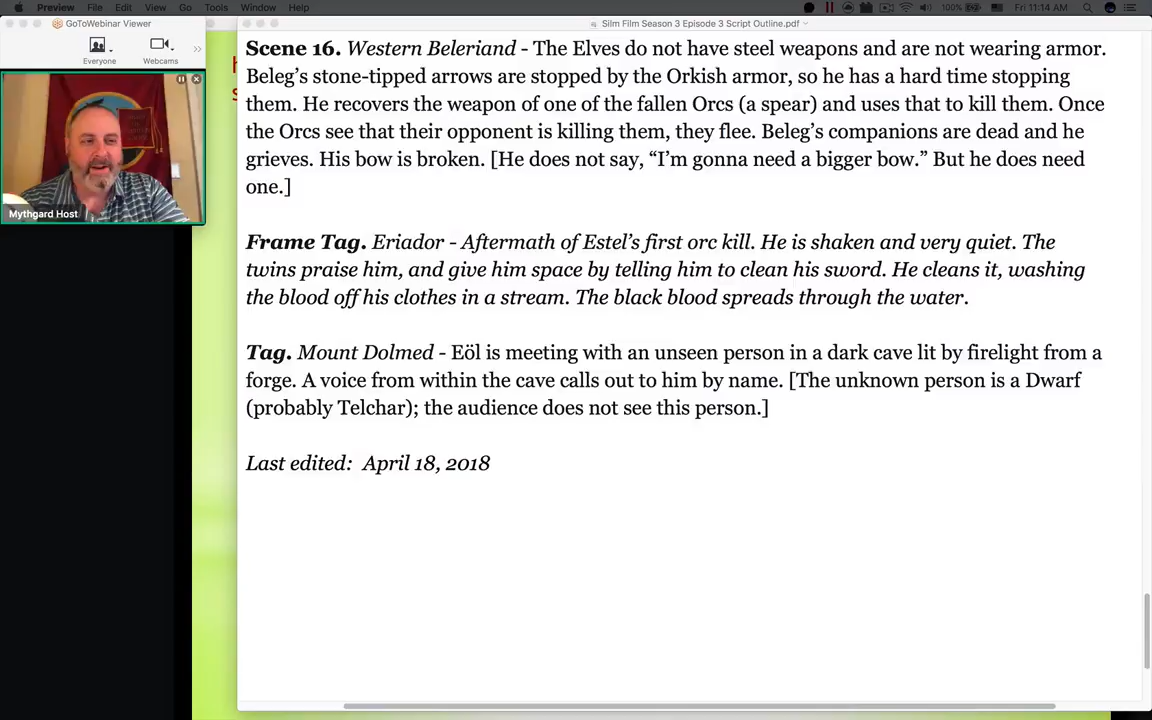 Preview File Edit View Go Tools Window Help
100% Fri 11:14 AM
GoToWebinar Viewer
Silm Film Season 3 Episode 3 Script Outline.pdf
Everyone
Webcams
Mythgard Host
Scene 16. Western Beleriand - The Elves do not have steel weapons and are not wearing armor.
Beleg’s stone-tipped arrows are stopped by the Orkish armor, so he has a hard time stopping
them. He recovers the weapon of one of the fallen Orcs (a spear) and uses that to kill them. Once
the Orcs see that their opponent is killing them, they flee. Beleg’s companions are dead and he
grieves. His bow is broken. [He does not say, “I’m gonna need a bigger bow.” But he does need
one.]
Frame Tag. Eriador - Aftermath of Estel’s first orc kill. He is shaken and very quiet. The
twins praise him, and give him space by telling him to clean his sword. He cleans it, washing
the blood off his clothes in a stream. The black blood spreads through the water.
Tag. Mount Dolmed - Eöl is meeting with an unseen person in a dark cave lit by firelight from a
forge. A voice from within the cave calls out to him by name. [The unknown person is a Dwarf
(probably Telchar); the audience does not see this person.]
Last edited: April 18, 2018